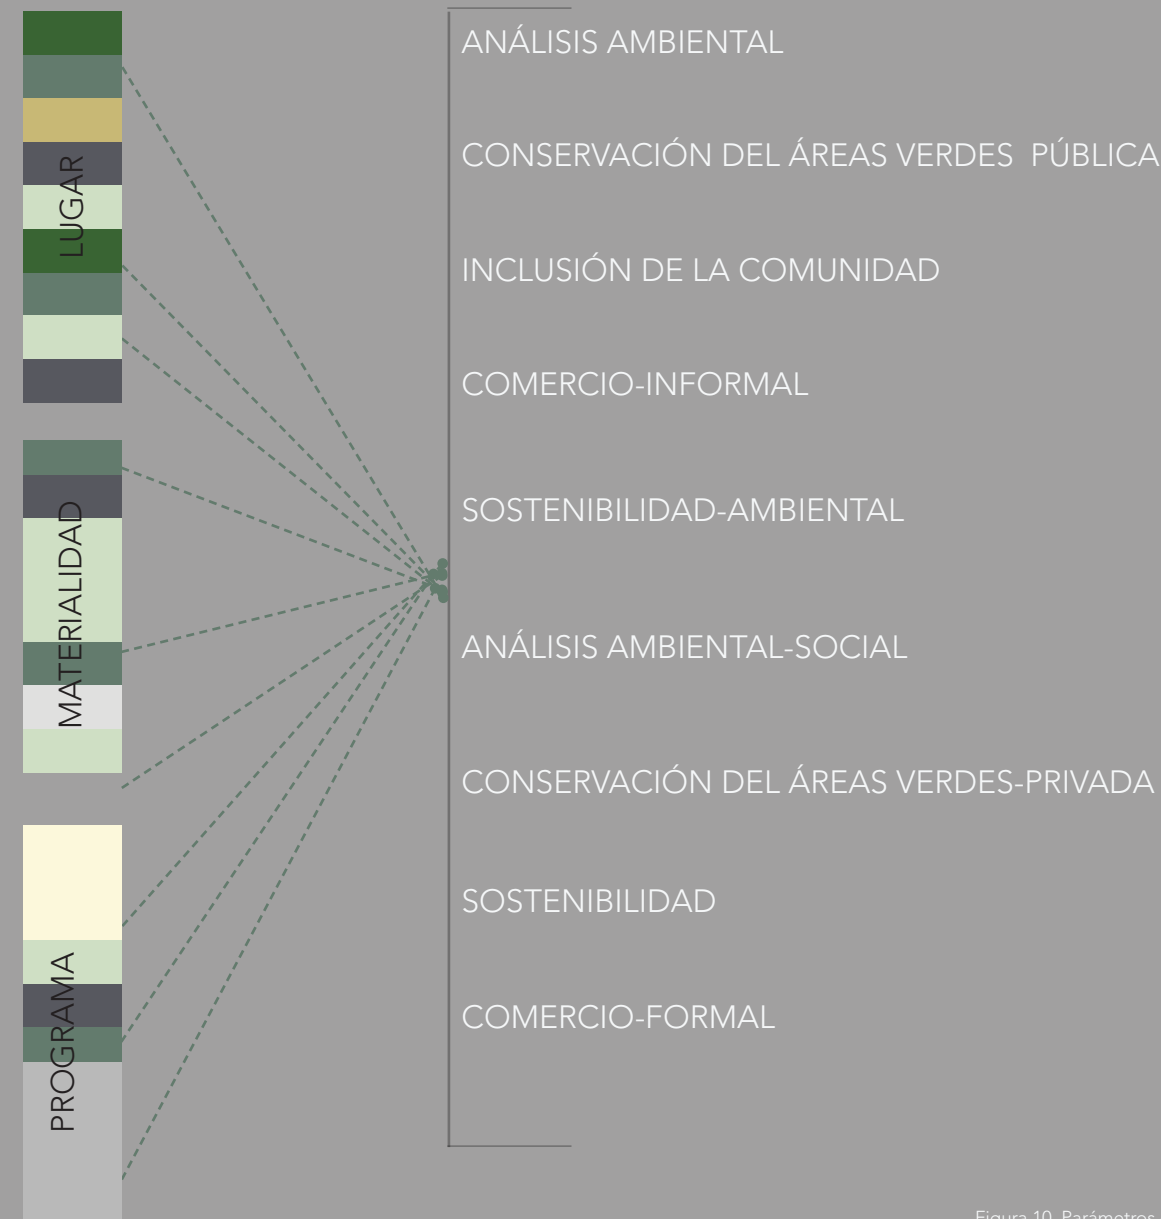 LUGAR
MATERIALIDAD
PROGRAMA
ANÁLISIS AMBIENTAL
CONSERVACIÓN DEL ÁREAS VERDES PÚBLICA
INCLUSIÓN DE LA COMUNIDAD
COMERCIO-INFORMAL
SOSTENIBILIDAD-AMBIENTAL
ANÁLISIS AMBIENTAL-SOCIAL
CONSERVACIÓN DEL ÁREAS VERDES-PRIVADA
SOSTENIBILIDAD
COMERCIO-FORMAL
Figura 10. Parámetros